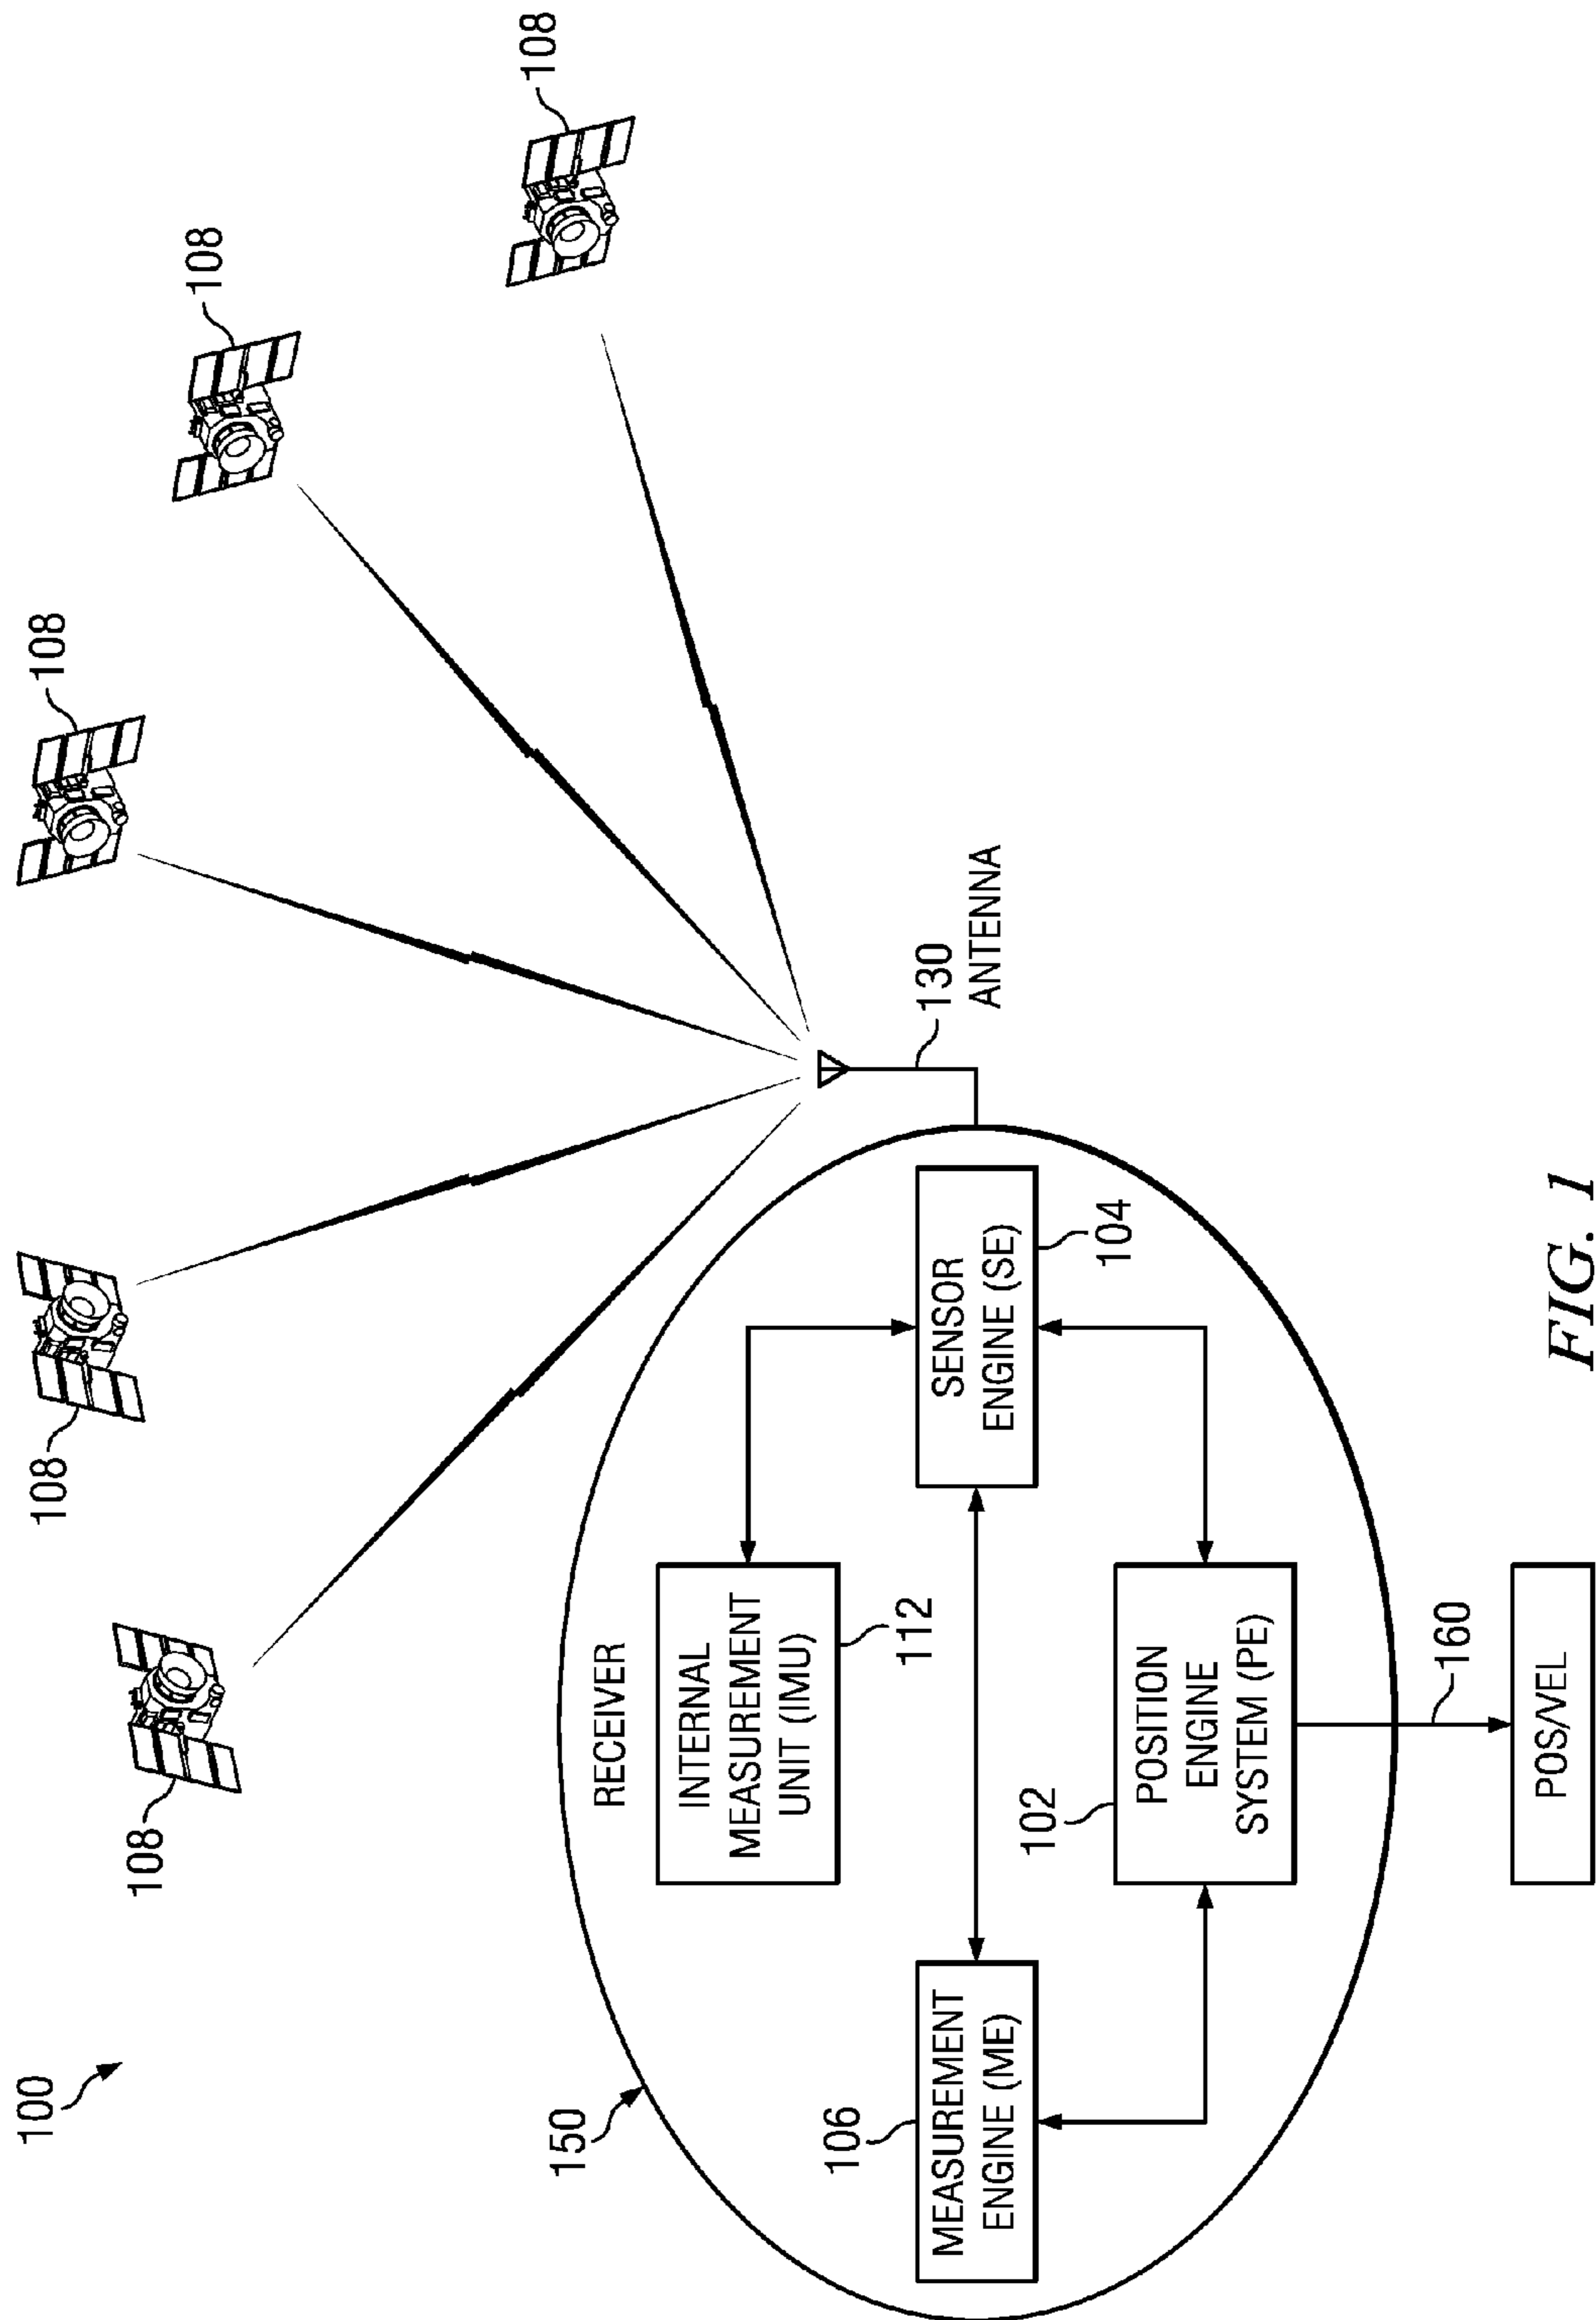 100
108
108
108
108
108
150
RECEIVER
INTERNAL
MEASUREMENT
UNIT (IMU)
112
130
ANTENNA
106
MEASUREMENT
ENGINE (ME)
SENSOR
ENGINE (SE)
104
102
POSITION
ENGINE
SYSTEM (PE)
160
POS/VEL
FIG. 1